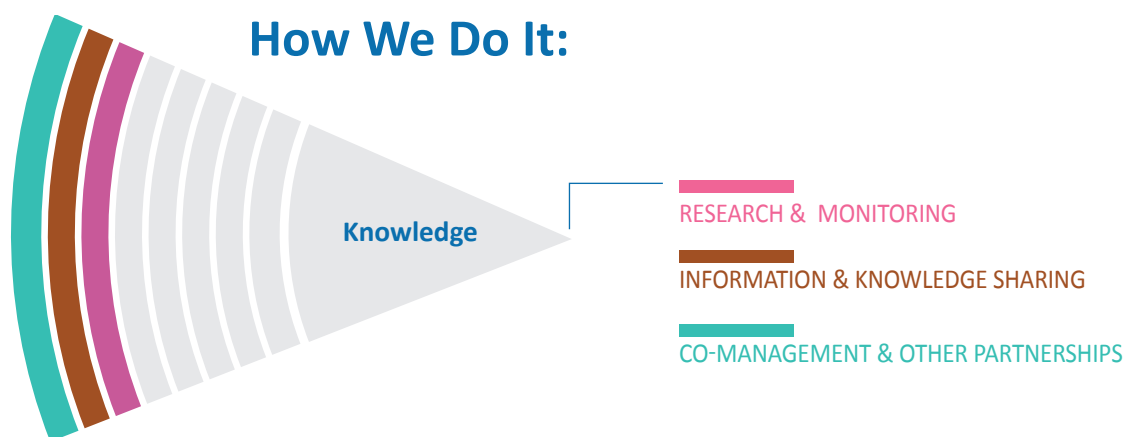 How We Do It:
Knowledge
RESEARCH & MONITORING
INFORMATION & KNOWLEDGE SHARING
CO-MANAGEMENT & OTHER PARTNERSHIPS